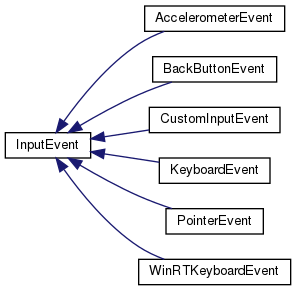 AccelerometerEvent
BackButtonEvent
CustomInputEvent
InputEvent
KeyboardEvent
PointerEvent
WinRTKeyboardEvent